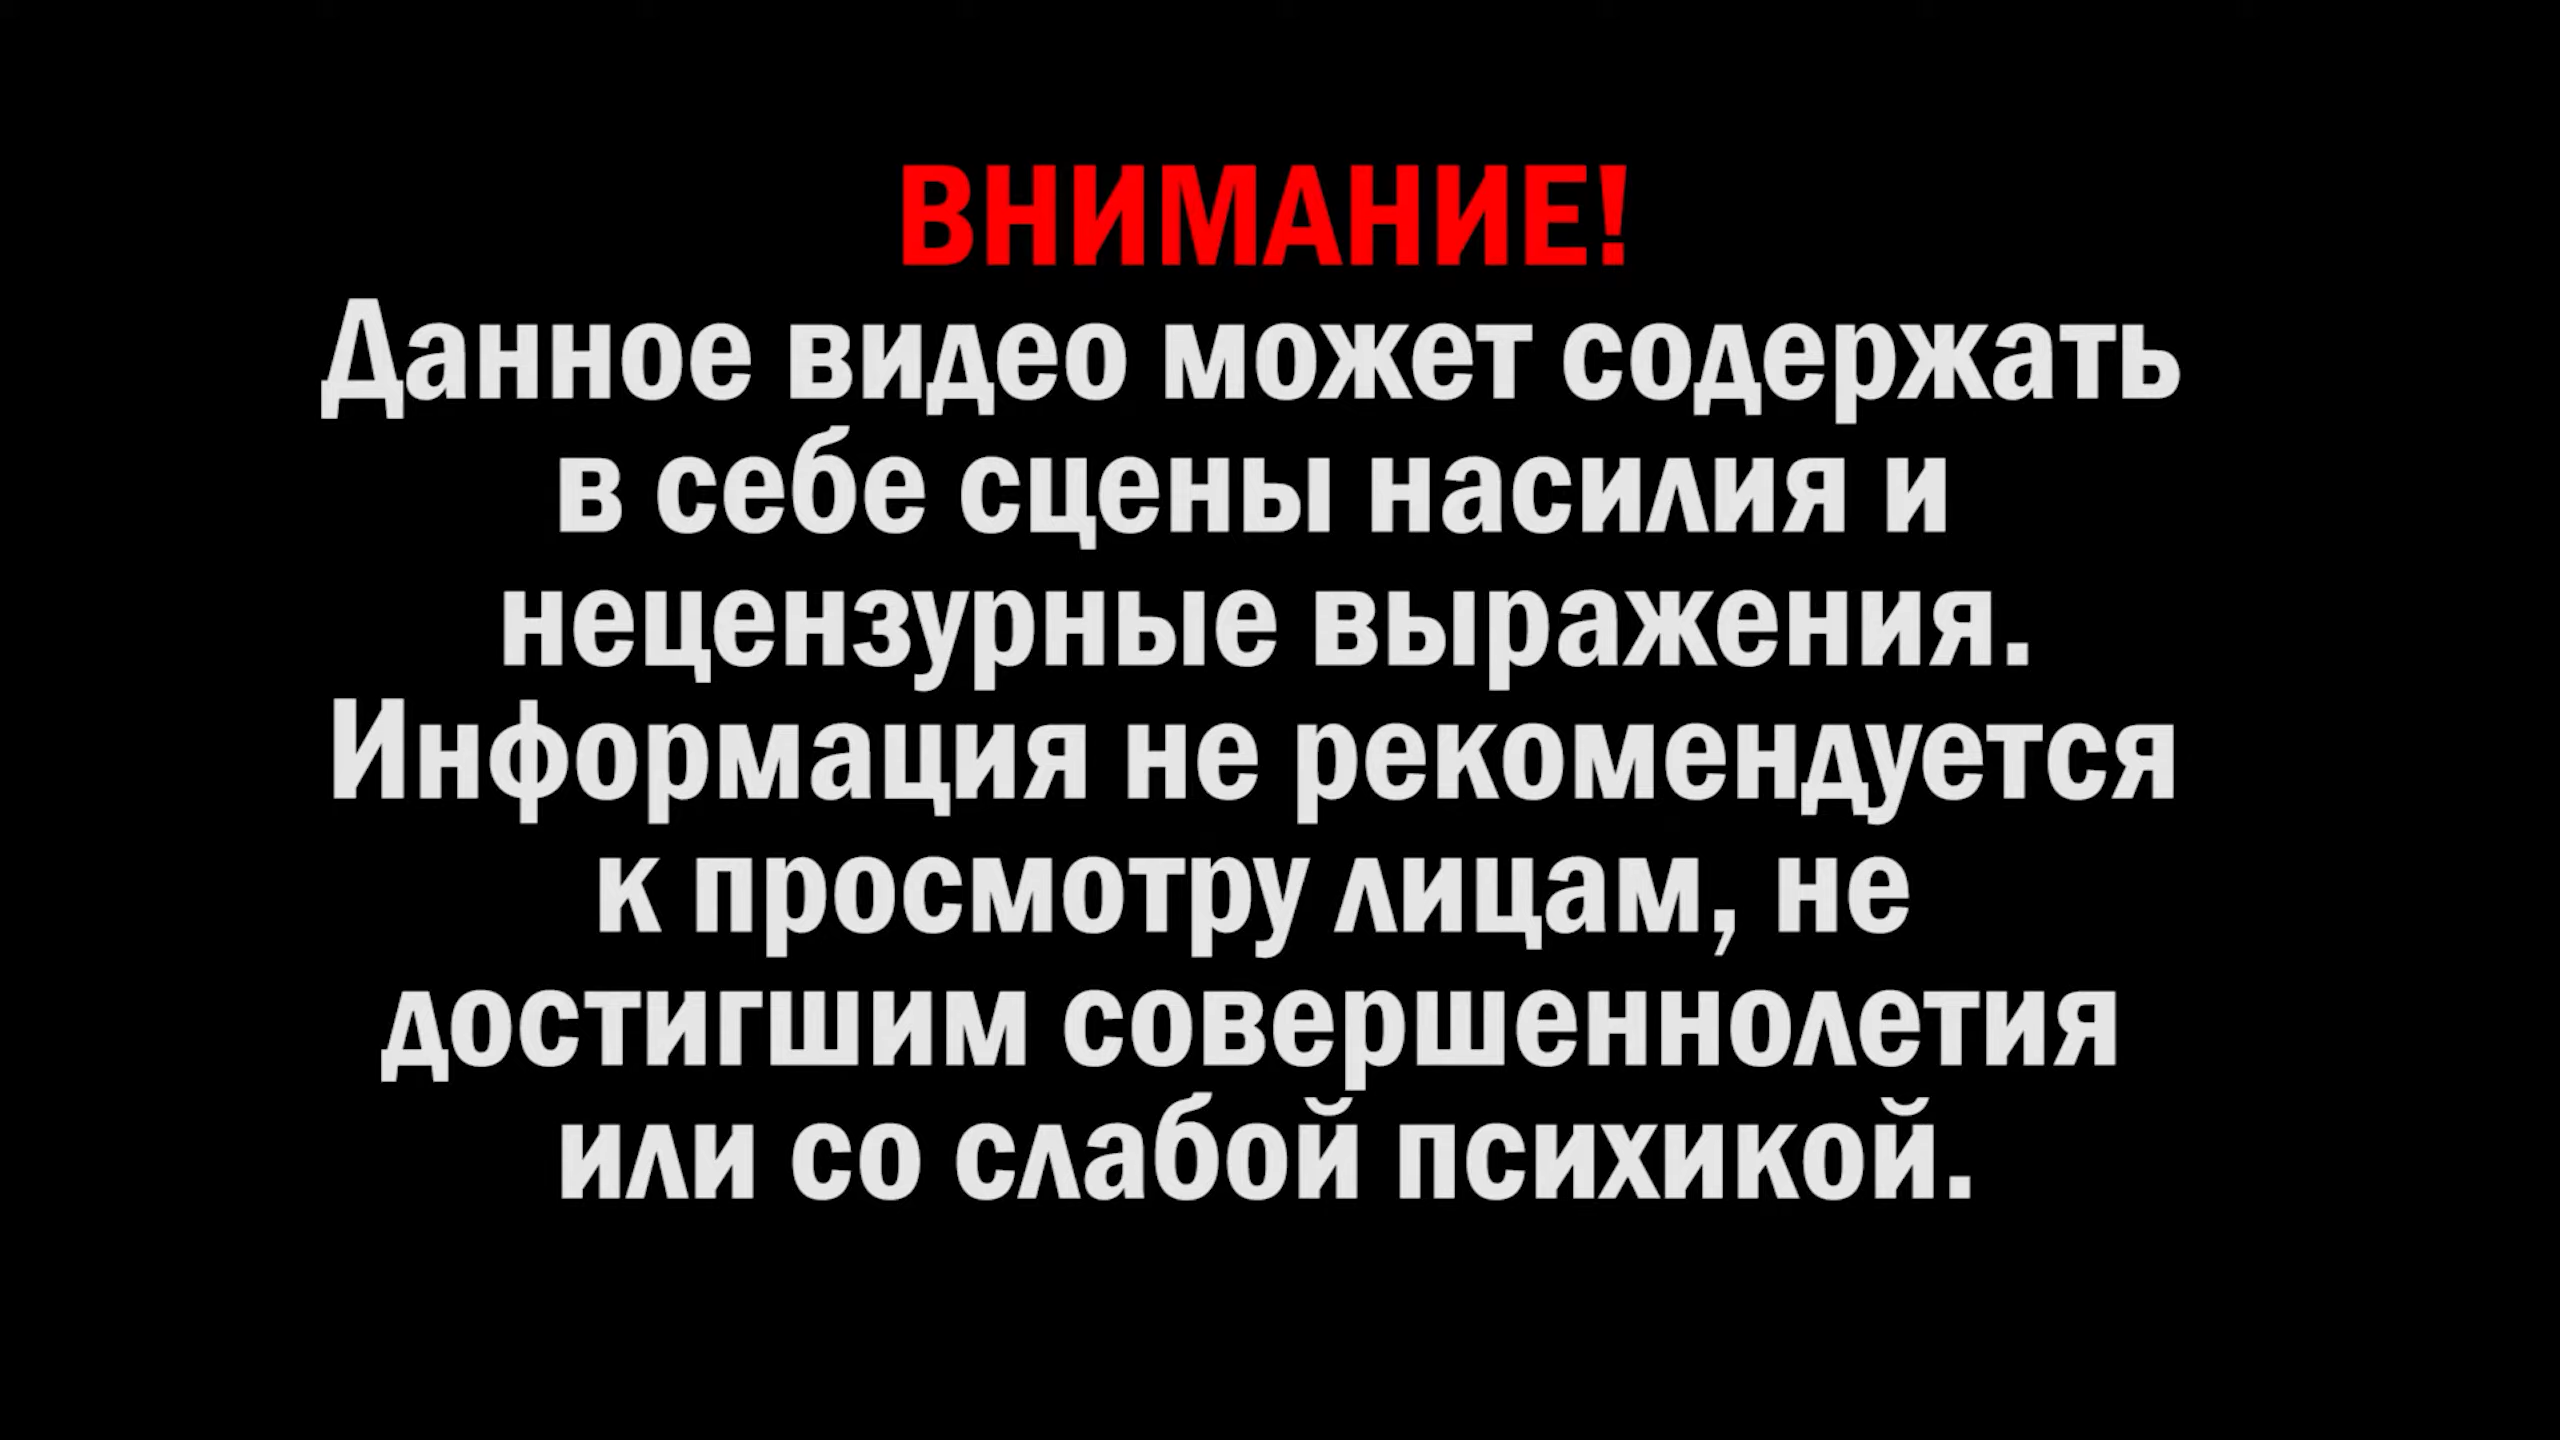 ВНИМАНИЕ!
Данное видео может содержать
в себе сцены насилия и
нецензурные выражения.
Информация не рекомендуется
к просмотру лицам, не
достигшим совершеннолетия
или со слабой психикой.